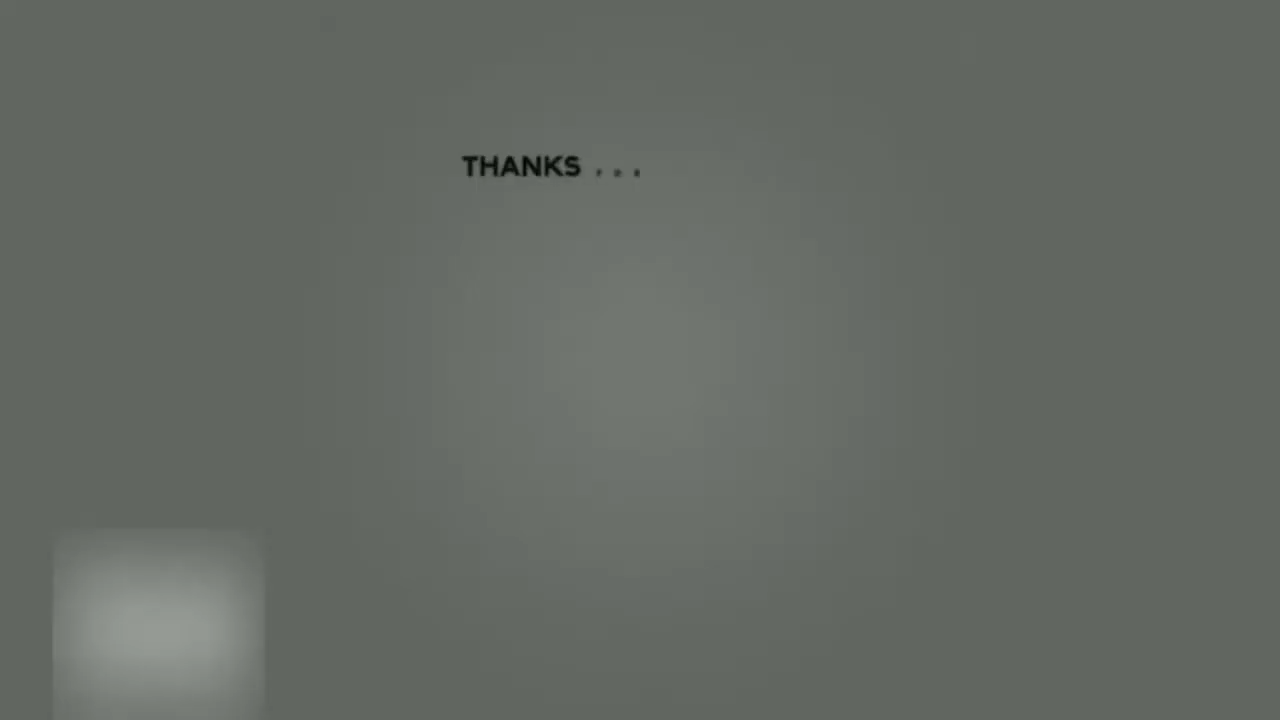 THANKS . . .